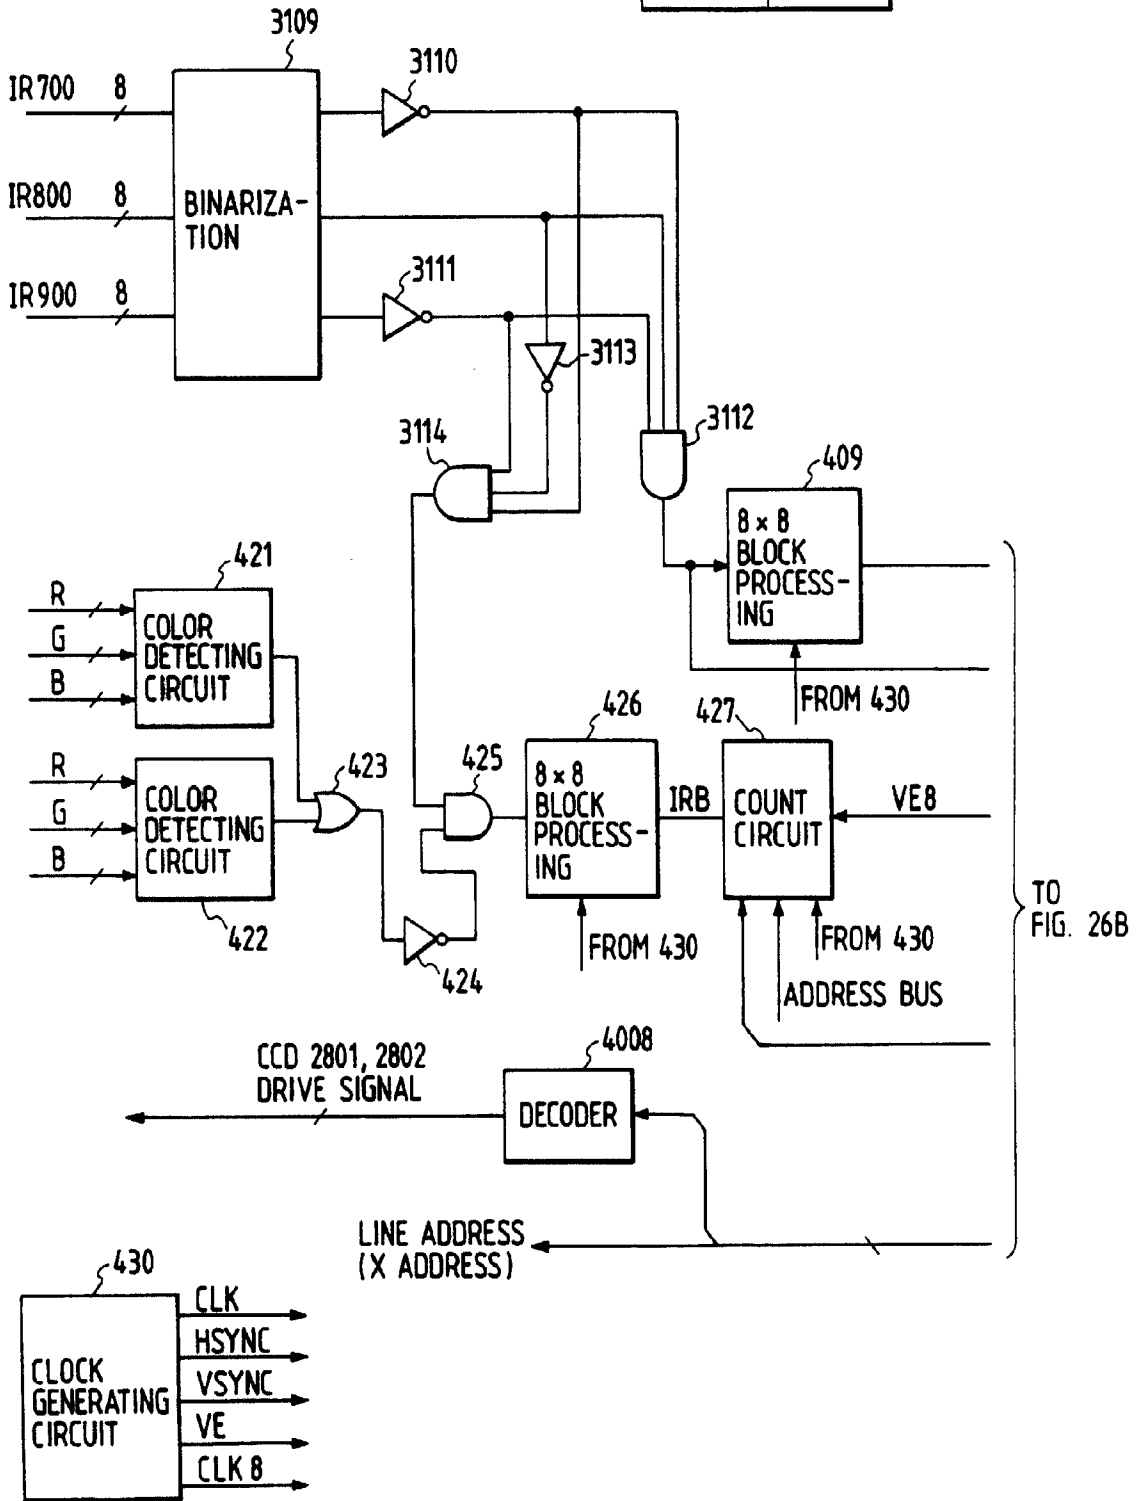 3109
3110
IR700 8
IR800 8
BINARIZA-
TION
3111
IR900 8
3113
3112
3114
409
8 × 8
BLOCK
PROCESS-
ING
FROM 430
421
R
G
B
COLOR
DETECTING
CIRCUIT
R
G
B
COLOR
DETECTING
CIRCUIT
422
423
424
425
426
8 × 8
BLOCK
PROCESS-
ING
FROM 430
IRB
427
COUNT
CIRCUIT
VE8
FROM 430
ADDRESS BUS
TO
FIG. 26B
CCD 2801, 2802
DRIVE SIGNAL
4008
DECODER
LINE ADDRESS
(X ADDRESS)
430
CLOCK
GENERATING
CIRCUIT
CLK
HSYNC
VSYNC
VE
CLK 8